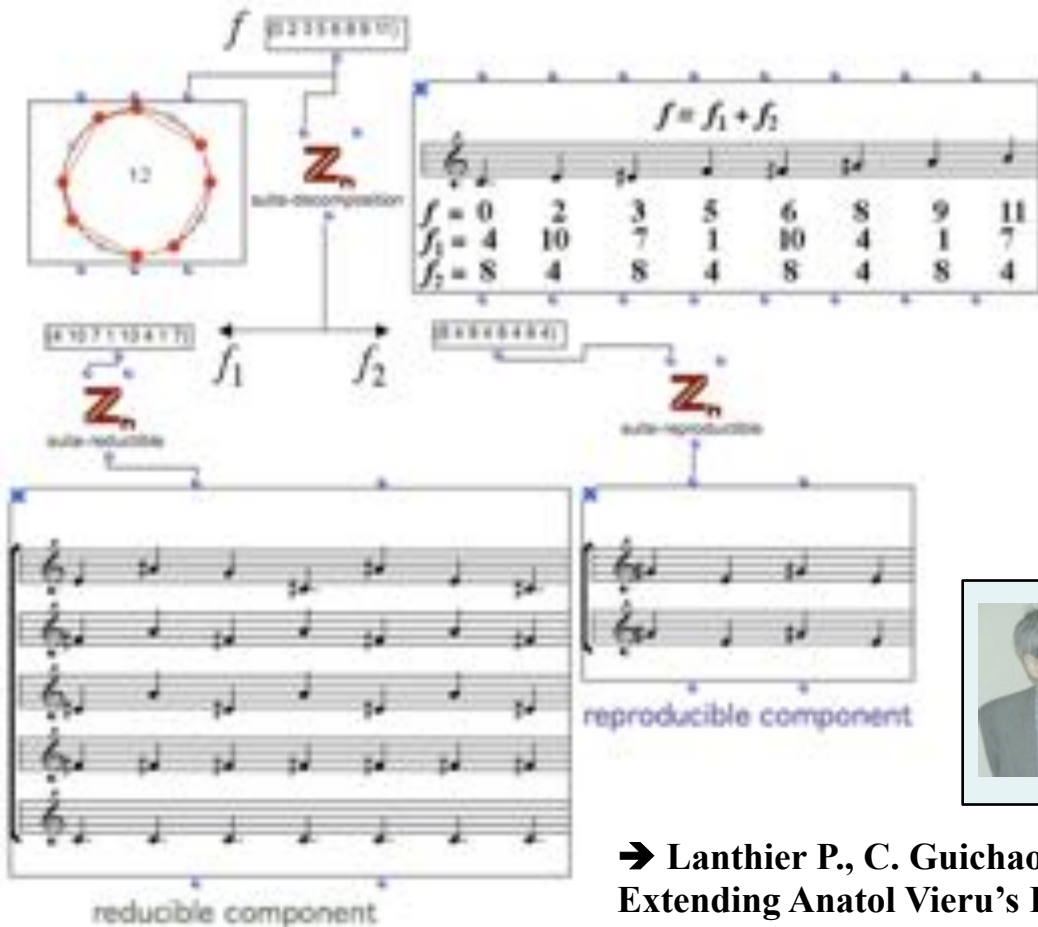 f (0 2 3 5 6 8 9 11)
12
Zn
suite-decomposition
f = f1 + f2
f = 0 2 3 5 6 8 9 11
f1 = 4 10 7 1 10 4 1 7
f2 = 8 4 8 4 8 4 8 4
(4 10 7 1 10 4 1 7)
f1 f2
(8 4 8 4 8 4 8 4)
Zn
suite-reductible
Zn
suite-reproductible
reproducible component
reducible component
➔ Lanthier P., C. Guichao
Extending Anatol Vieru’s